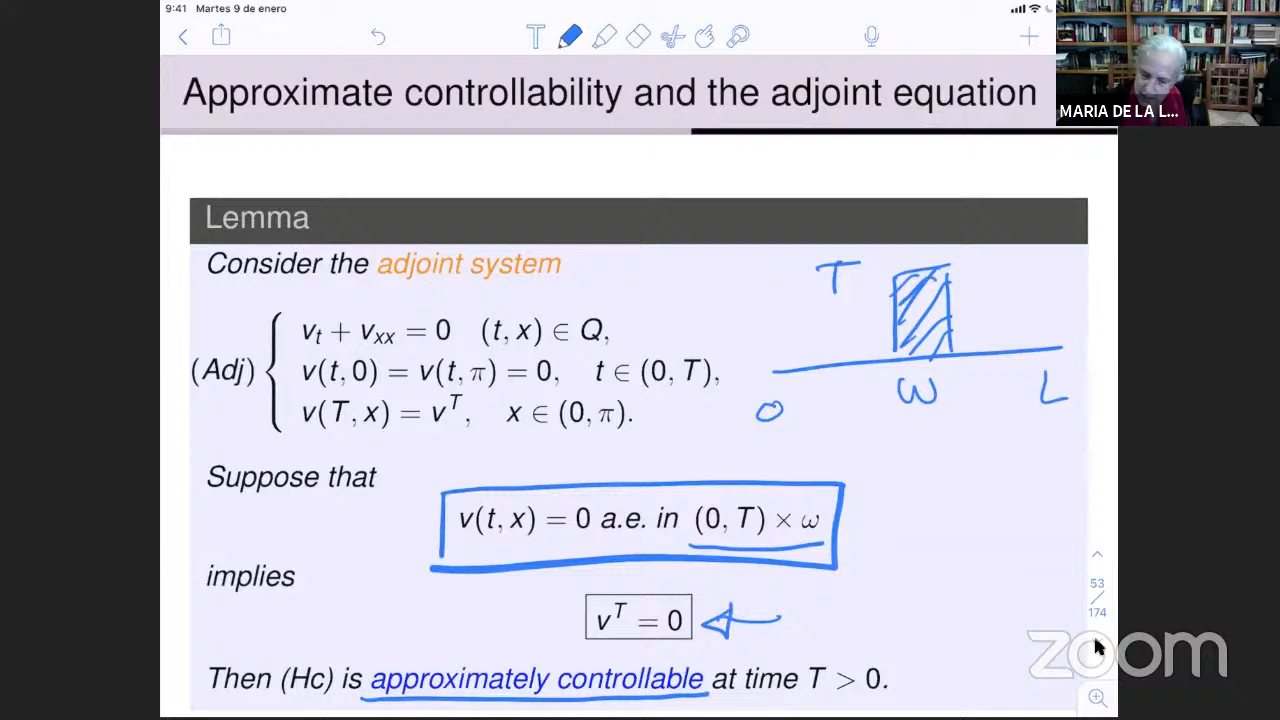 9:41 Martes 9 de enero
Approximate controllability and the adjoint equation
MARIA DE LA L...
Lemma
Consider the adjoint system
(Adj) { v_t + v_xx = 0 (t, x) ∈ Q,
v(t, 0) = v(t, π) = 0, t ∈ (0, T),
v(T, x) = v^T, x ∈ (0, π).
T
O ω L
Suppose that
v(t, x) = 0 a.e. in (0, T) × ω
implies
v^T = 0
Then (Hc) is approximately controllable at time T > 0.
53
/
174
zoom